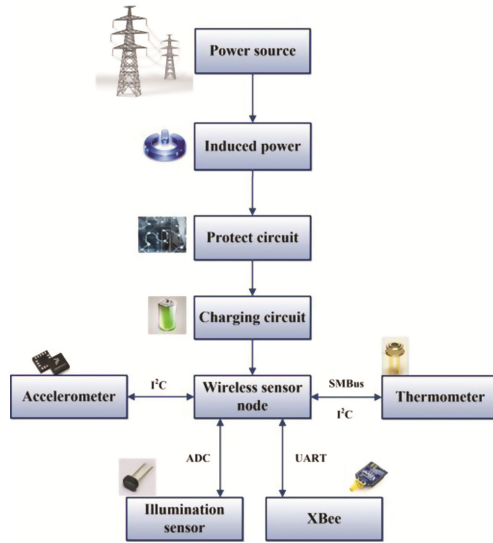 Power source
Induced power
Protect circuit
Charging circuit
Accelerometer
I²C
Wireless sensor
node
SMBus
I²C
Thermometer
ADC
UART
Illumination
sensor
XBee